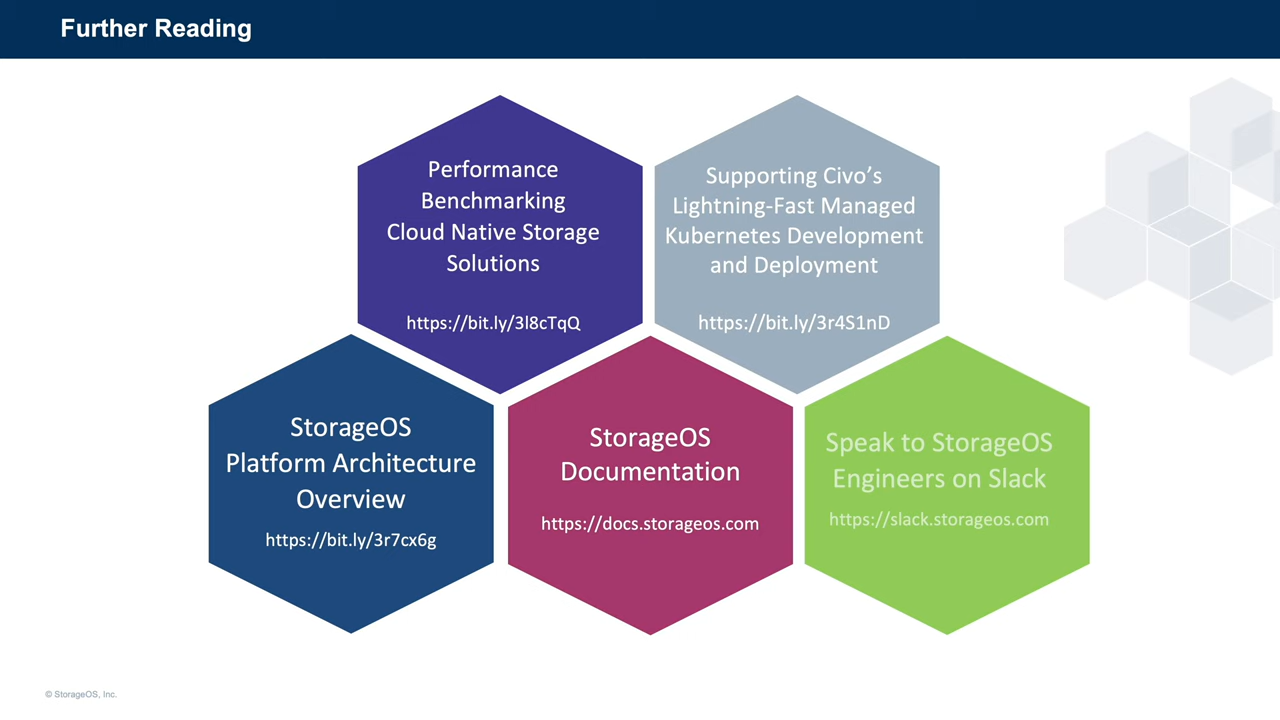 Further Reading
Performance
Benchmarking
Cloud Native Storage
Solutions
https://bit.ly/3l8cTqQ
Supporting Civo’s
Lightning-Fast Managed
Kubernetes Development
and Deployment
https://bit.ly/3r4S1nD
StorageOS
Platform Architecture
Overview
https://bit.ly/3r7cx6g
StorageOS
Documentation
https://docs.storageos.com
Speak to StorageOS
Engineers on Slack
https://slack.storageos.com
© StorageOS, Inc.